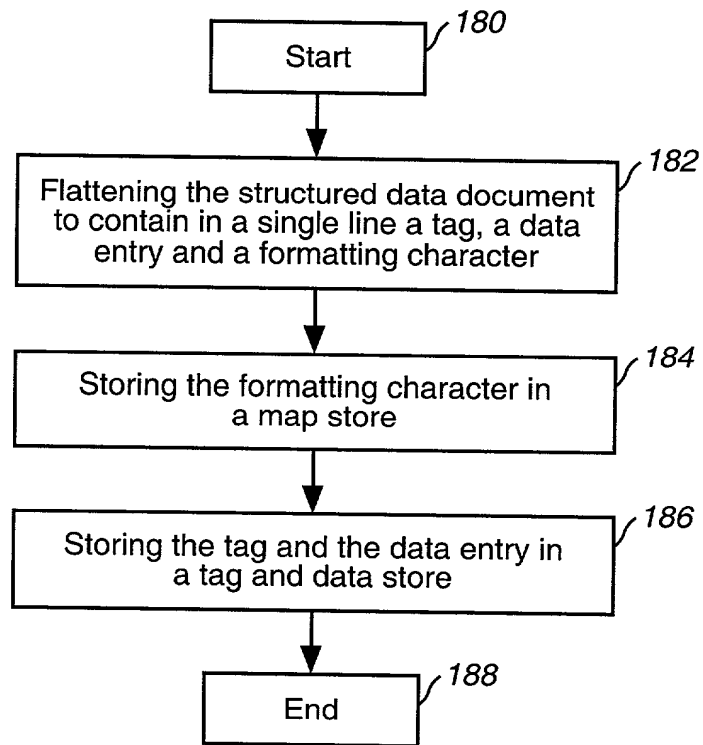 180
Start
182
Flattening the structured data document
to contain in a single line a tag, a data
entry and a formatting character
184
Storing the formatting character in
a map store
186
Storing the tag and the data entry in
a tag and data store
188
End